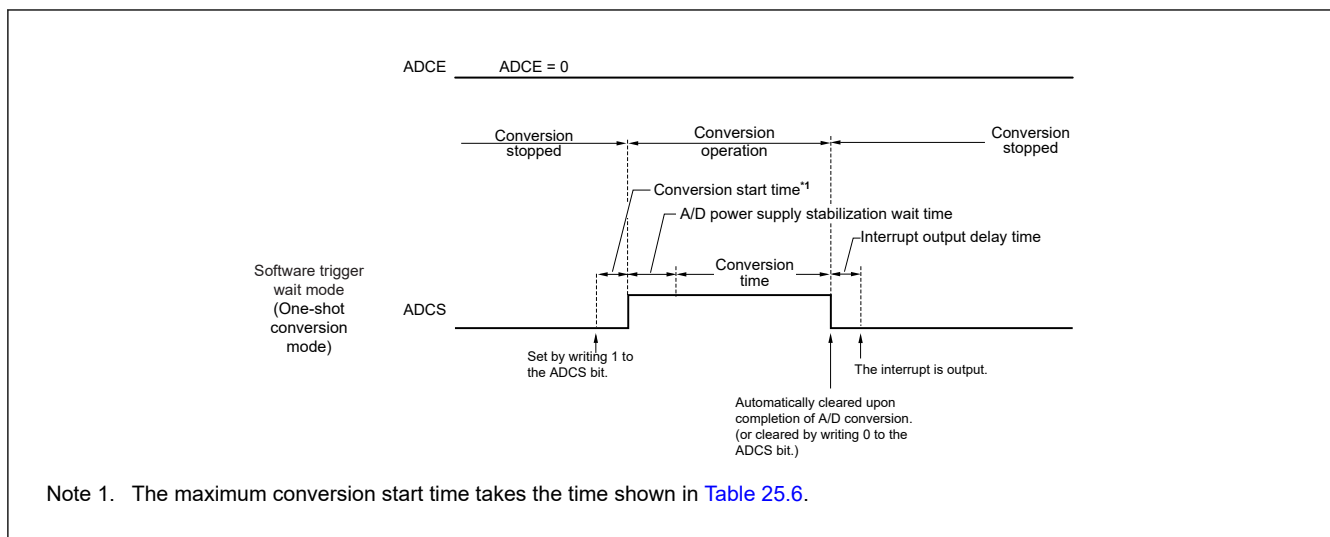 ADCE ADCE = 0
Conversion
stopped
Conversion
operation
Conversion
stopped
Conversion start time*1
A/D power supply stabilization wait time
Interrupt output delay time
Conversion
time
Software trigger
wait mode
(One-shot
conversion
mode)
ADCS
Set by writing 1 to
the ADCS bit.
The interrupt is output.
Automatically cleared upon
completion of A/D conversion.
(or cleared by writing 0 to the
ADCS bit.)
Note 1. The maximum conversion start time takes the time shown in Table 25.6.